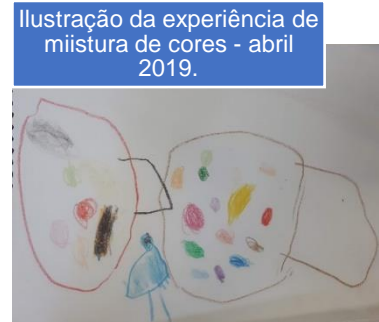 Ilustração da experiência de
miistura de cores - abril
2019.